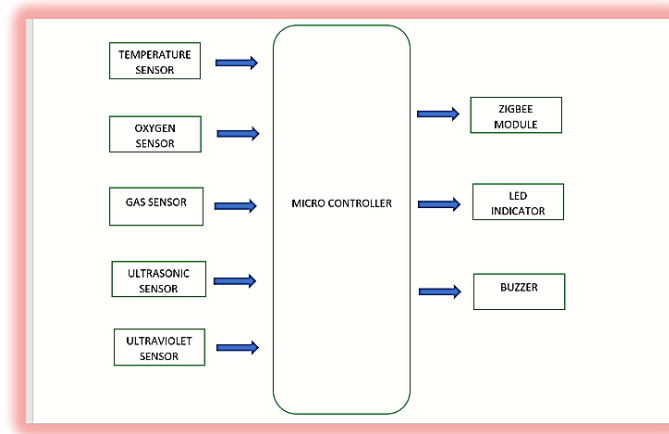 TEMPERATURE
SENSOR
OXYGEN
SENSOR
GAS SENSOR
ULTRASONIC
SENSOR
ULTRAVIOLET
SENSOR
MICRO CONTROLLER
ZIGBEE
MODULE
LED
INDICATOR
BUZZER